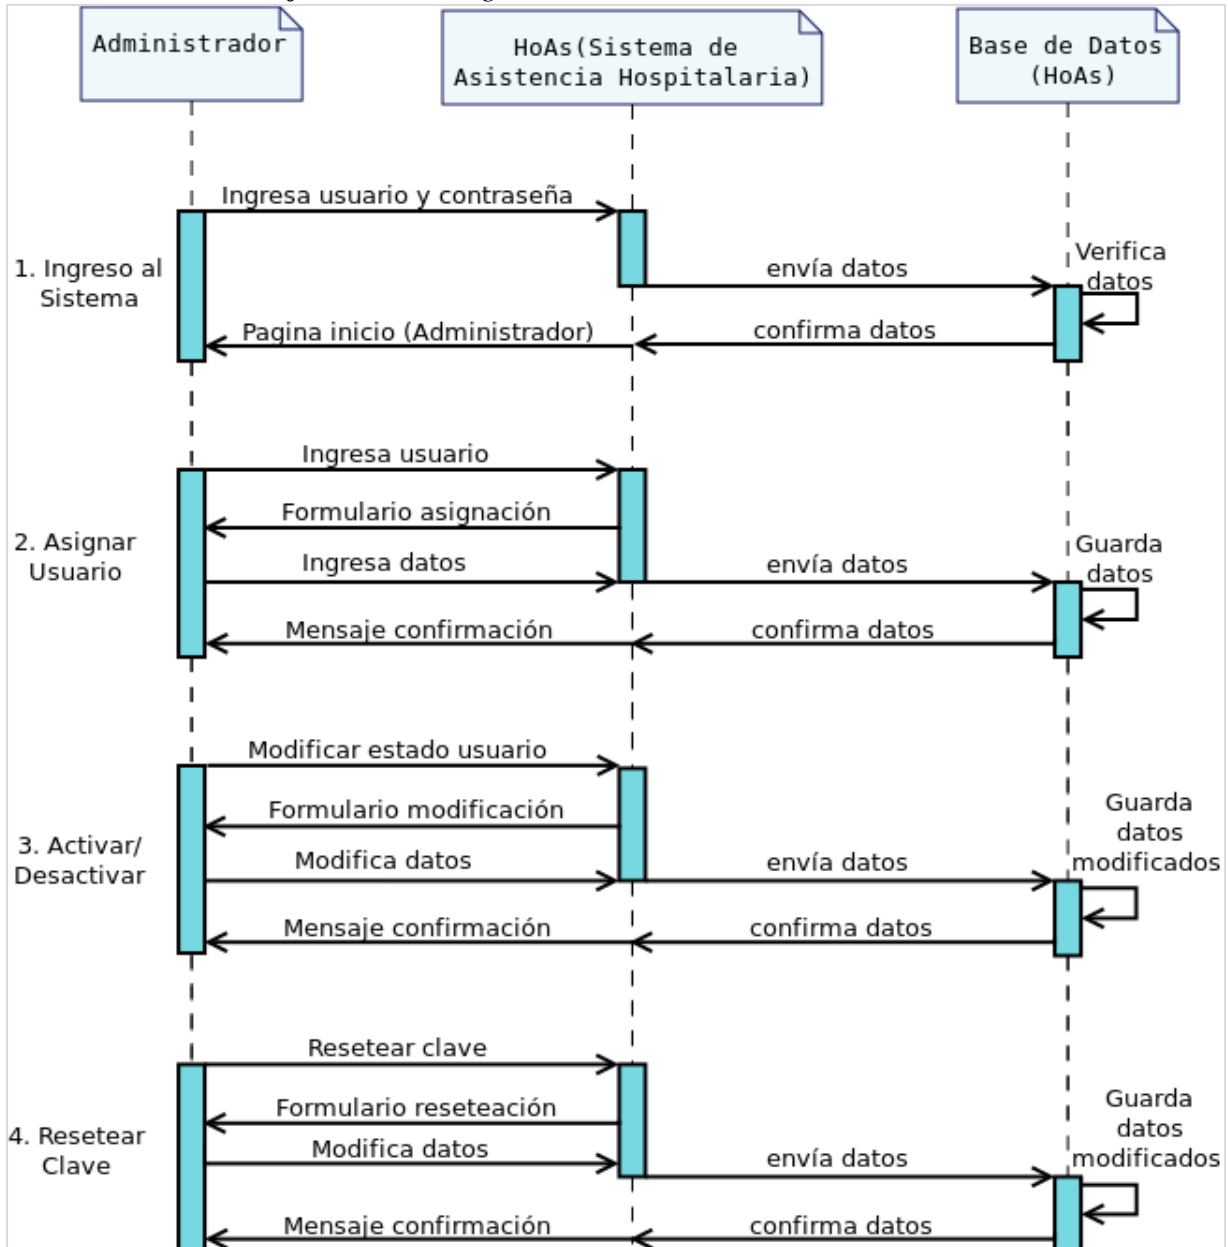 Administrador
HoAs(Sistema de
Asistencia Hospitalaria)
Base de Datos
(HoAs)
Ingresa usuario y contraseña
1. Ingreso al
Sistema
envía datos
Verifica
datos
Pagina inicio (Administrador)
confirma datos
Ingresa usuario
Formulario asignación
2. Asignar
Usuario
Ingresa datos
envía datos
Guarda
datos
Mensaje confirmación
confirma datos
Modificar estado usuario
Formulario modificación
3. Activar/
Desactivar
Modifica datos
envía datos
Guarda
datos
modificados
Mensaje confirmación
confirma datos
Resetear clave
Formulario reseteación
4. Resetear
Clave
Modifica datos
envía datos
Guarda
datos
modificados
Mensaje confirmación
confirma datos